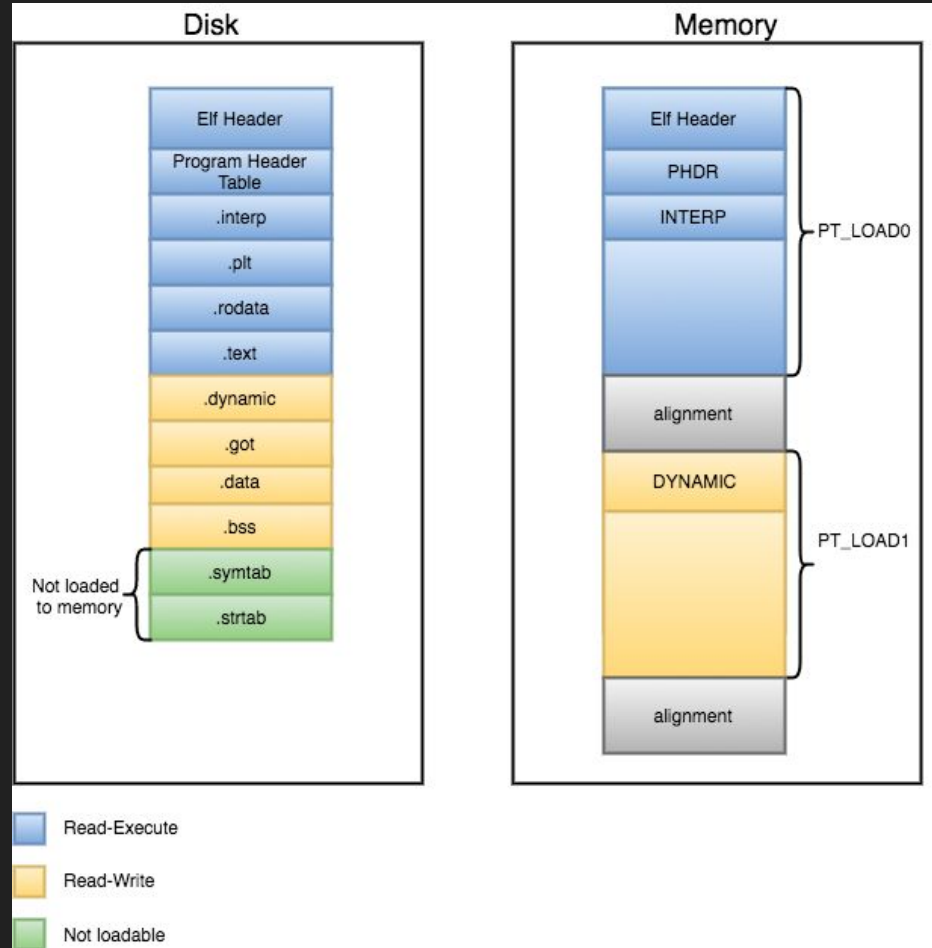 Disk
Elf Header
Program Header
Table
.interp
.plt
.rodata
.text
.dynamic
.got
.data
.bss
.symtab
.strtab
Not loaded
to memory
Memory
Elf Header
PHDR
INTERP
PT_LOAD0
alignment
DYNAMIC
PT_LOAD1
alignment
Read-Execute
Read-Write
Not loadable